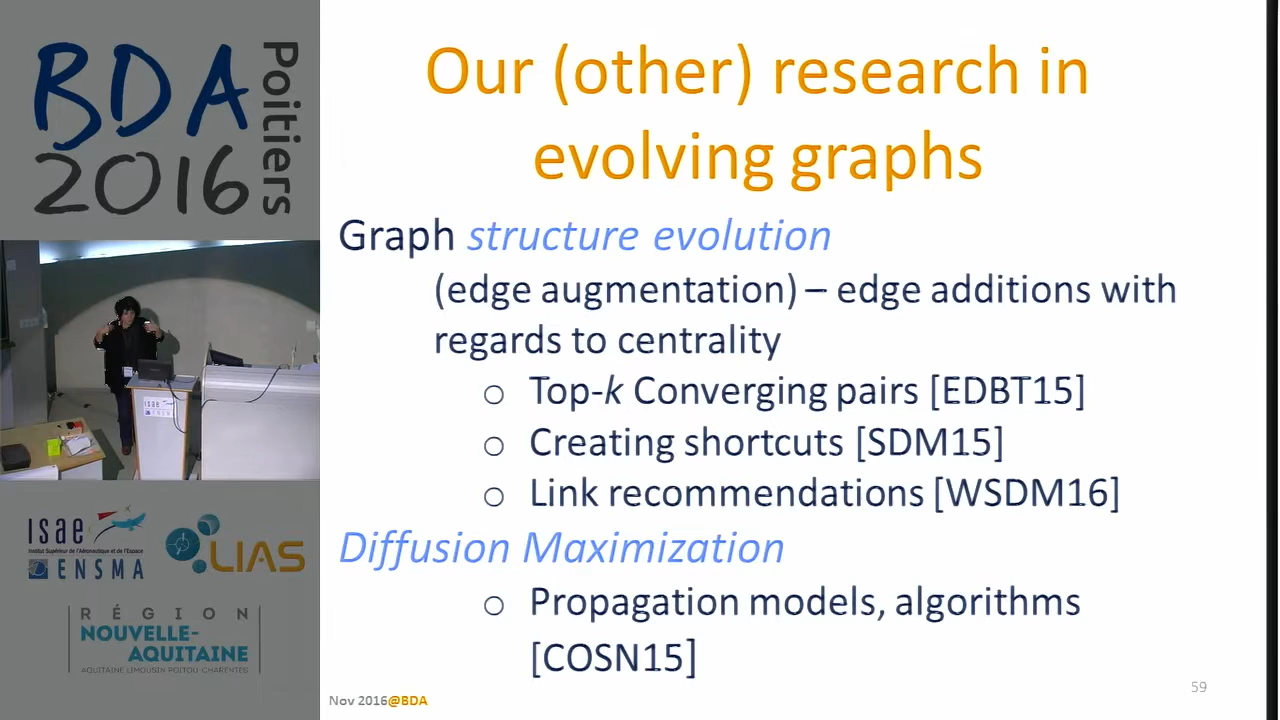 BDA
Poitiers
2016
Our (other) research in
evolving graphs
Graph structure evolution
(edge augmentation) – edge additions with
regards to centrality
o Top-k Converging pairs [EDBT15]
o Creating shortcuts [SDM15]
o Link recommendations [WSDM16]
Diffusion Maximization
o Propagation models, algorithms
[COSN15]
Nov 2016@BDA
59
isae
Institut Supérieur de l'Aéronautique et de l'Espace
ENSMA
LIAS
RÉGION
NOUVELLE-
AQUITAINE
AQUITAINE LIMOUSIN POITOU-CHARENTES